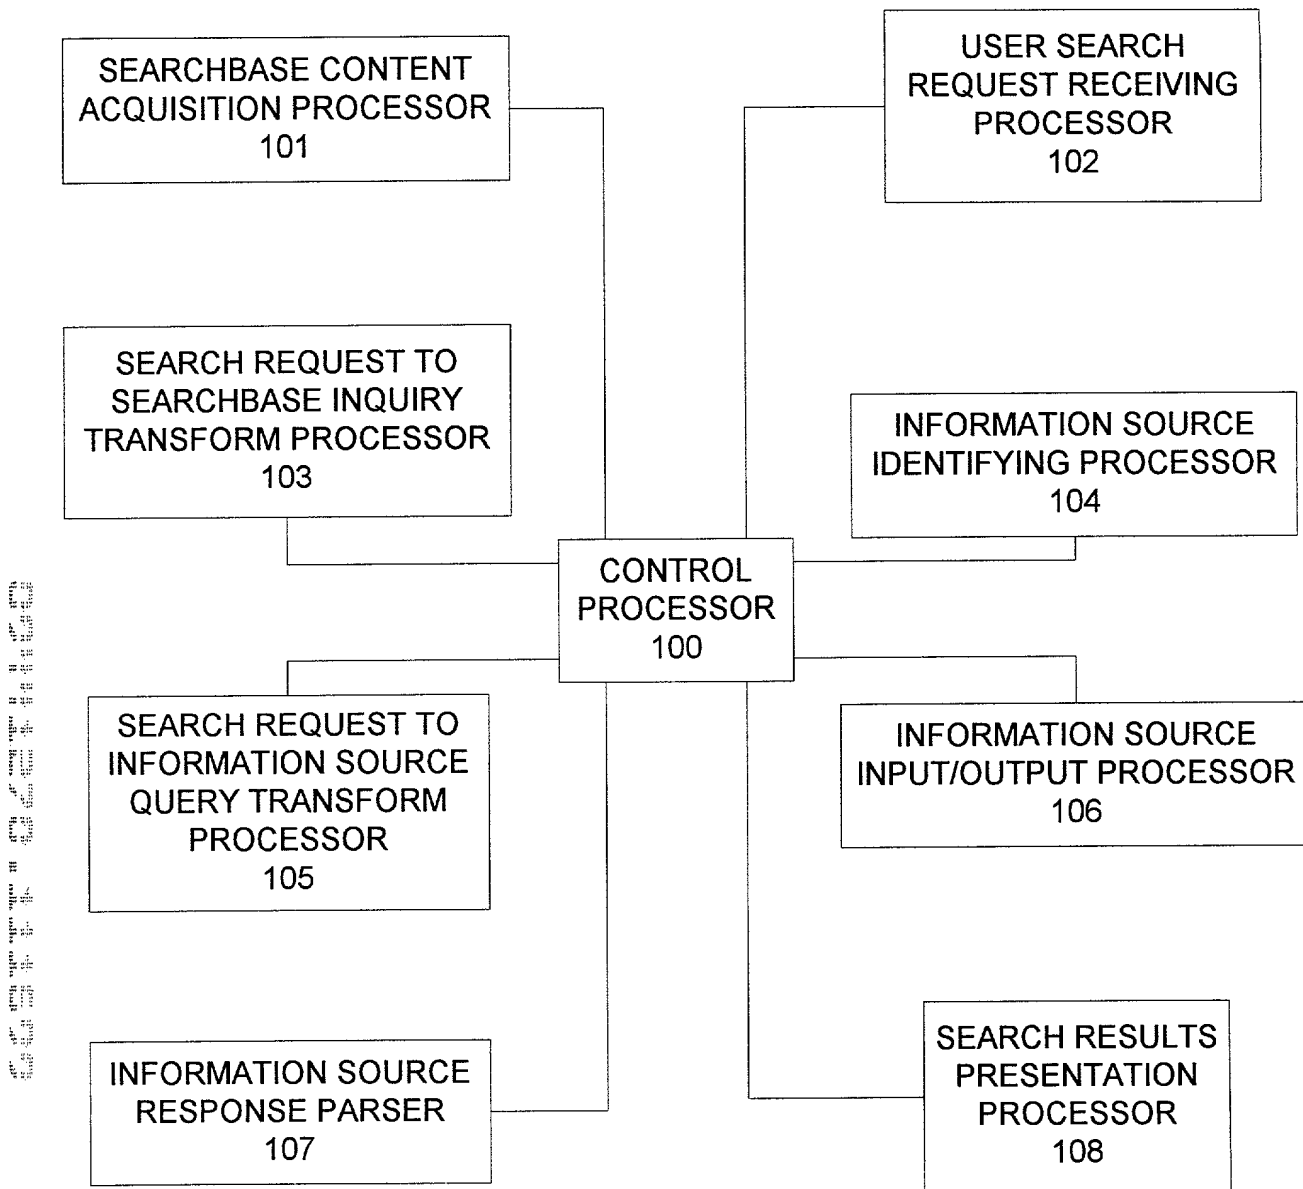 SEARCHBASE CONTENT
ACQUISITION PROCESSOR
101
USER SEARCH
REQUEST RECEIVING
PROCESSOR
102
SEARCH REQUEST TO
SEARCHBASE INQUIRY
TRANSFORM PROCESSOR
103
INFORMATION SOURCE
IDENTIFYING PROCESSOR
104
CONTROL
PROCESSOR
100
SEARCH REQUEST TO
INFORMATION SOURCE
QUERY TRANSFORM
PROCESSOR
105
INFORMATION SOURCE
INPUT/OUTPUT PROCESSOR
106
INFORMATION SOURCE
RESPONSE PARSER
107
SEARCH RESULTS
PRESENTATION
PROCESSOR
108